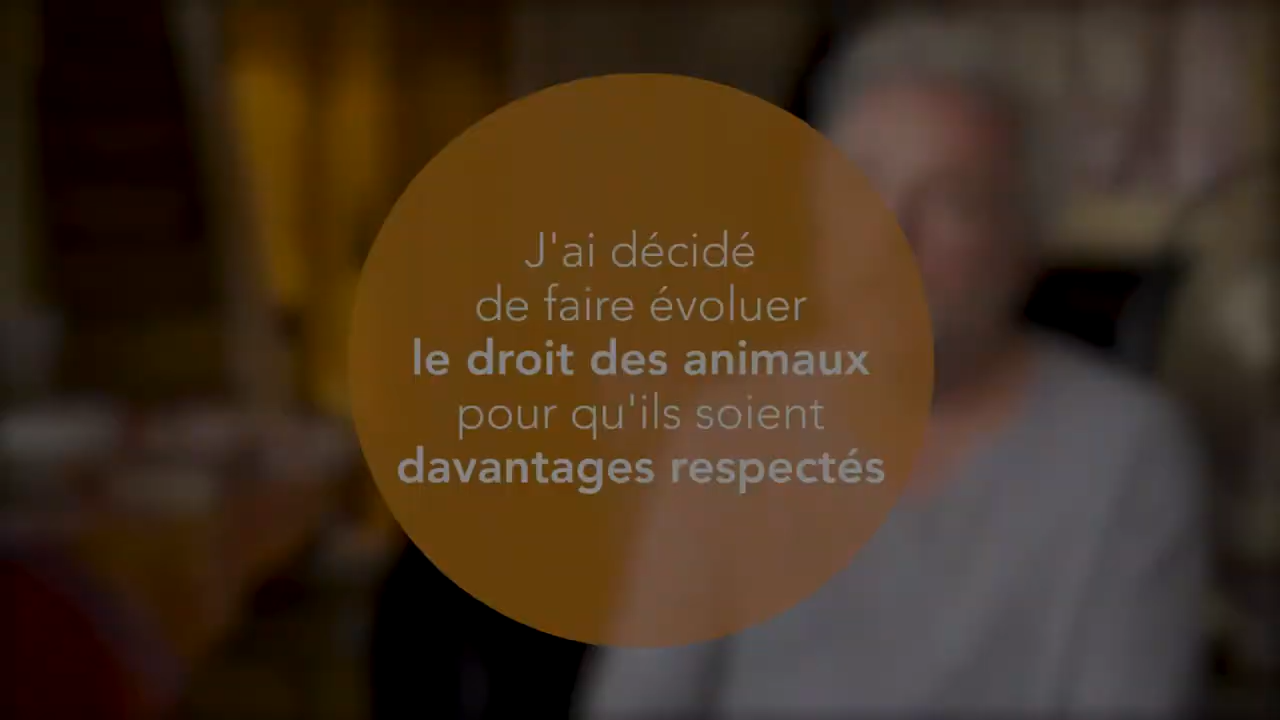 J'ai décidé
de faire évoluer
le droit des animaux
pour qu'ils soient
davantages respectés